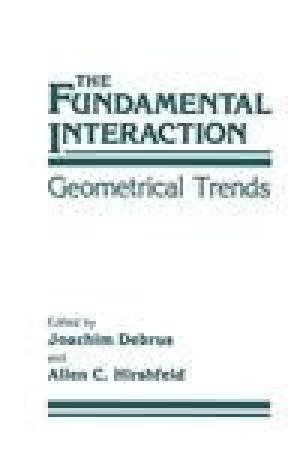 THE
FUNDAMENTAL
INTERACTION
Geometrical Trends
Edited by
Joachim Debrus
and
Allen C. Hirshfeld